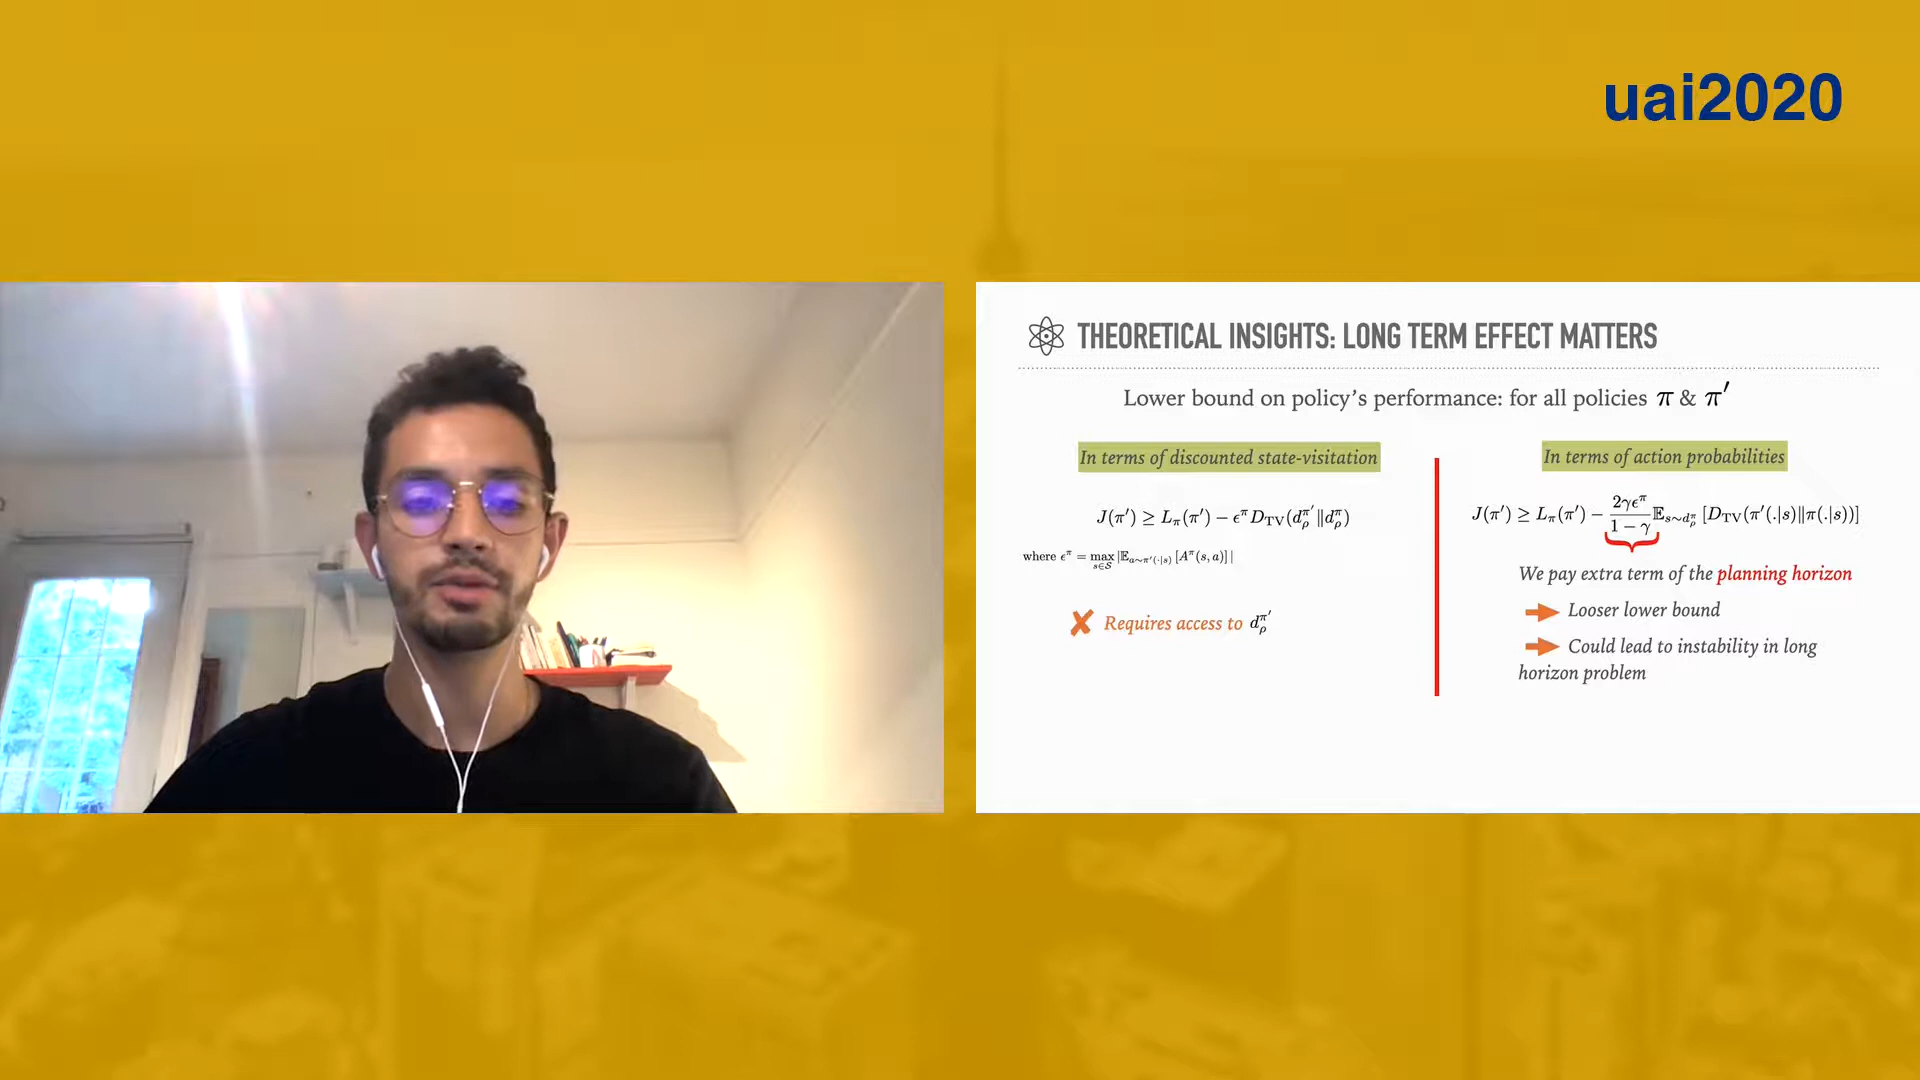 uai2020
THEORETICAL INSIGHTS: LONG TERM EFFECT MATTERS
Lower bound on policy's performance: for all policies π & π′
In terms of discounted state-visitation
J(π′) ≥ L_π(π′) − ϵ^π D_TV(d_ρ^π′ ∥ d_ρ^π)
where ϵ^π = max_{s∈S} |𝔼_{a∼π′(·|s)} [A^π(s, a)]|
✘ Requires access to d_ρ^π′
In terms of action probabilities
J(π′) ≥ L_π(π′) − 2γϵ^π / (1 − γ) 𝔼_{s∼d_ρ^π} [D_TV(π′(.|s)∥π(.|s))]
We pay extra term of the planning horizon
Looser lower bound
Could lead to instability in long
horizon problem